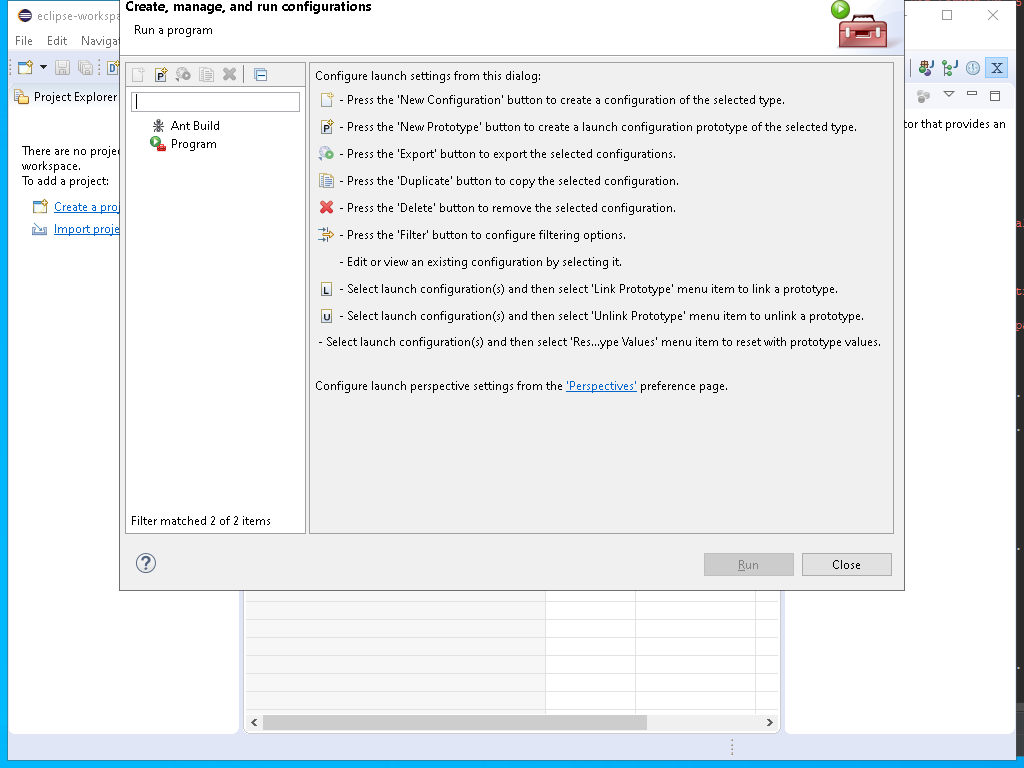 Create, manage, and run configurations
Run a program
eclipse-workspa
File Edit Navigat
Project Explorer
There are no projec
workspace.
To add a project:
Create a proj
Import proje
Ant Build
Program
Filter matched 2 of 2 items
Configure launch settings from this dialog:
- Press the 'New Configuration' button to create a configuration of the selected type.
- Press the 'New Prototype' button to create a launch configuration prototype of the selected type.
- Press the 'Export' button to export the selected configurations.
- Press the 'Duplicate' button to copy the selected configuration.
- Press the 'Delete' button to remove the selected configuration.
- Press the 'Filter' button to configure filtering options.
- Edit or view an existing configuration by selecting it.
- Select launch configuration(s) and then select 'Link Prototype' menu item to link a prototype.
- Select launch configuration(s) and then select 'Unlink Prototype' menu item to unlink a prototype.
- Select launch configuration(s) and then select 'Res...ype Values' menu item to reset with prototype values.
Configure launch perspective settings from the 'Perspectives' preference page.
Run
Close
tor that provides an